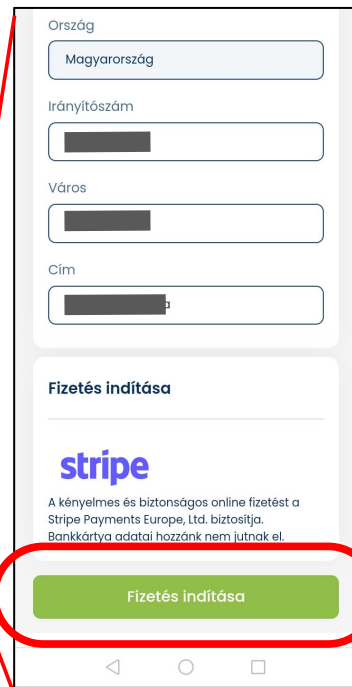 Ország
Magyarország
Irányítószám
Város
Cím
Fizetés indítása
stripe
A kényelmes és biztonságos online fizetést a
Stripe Payments Europe, Ltd. biztosítja.
Bankkártya adatai hozzánk nem jutnak el.
Fizetés indítása